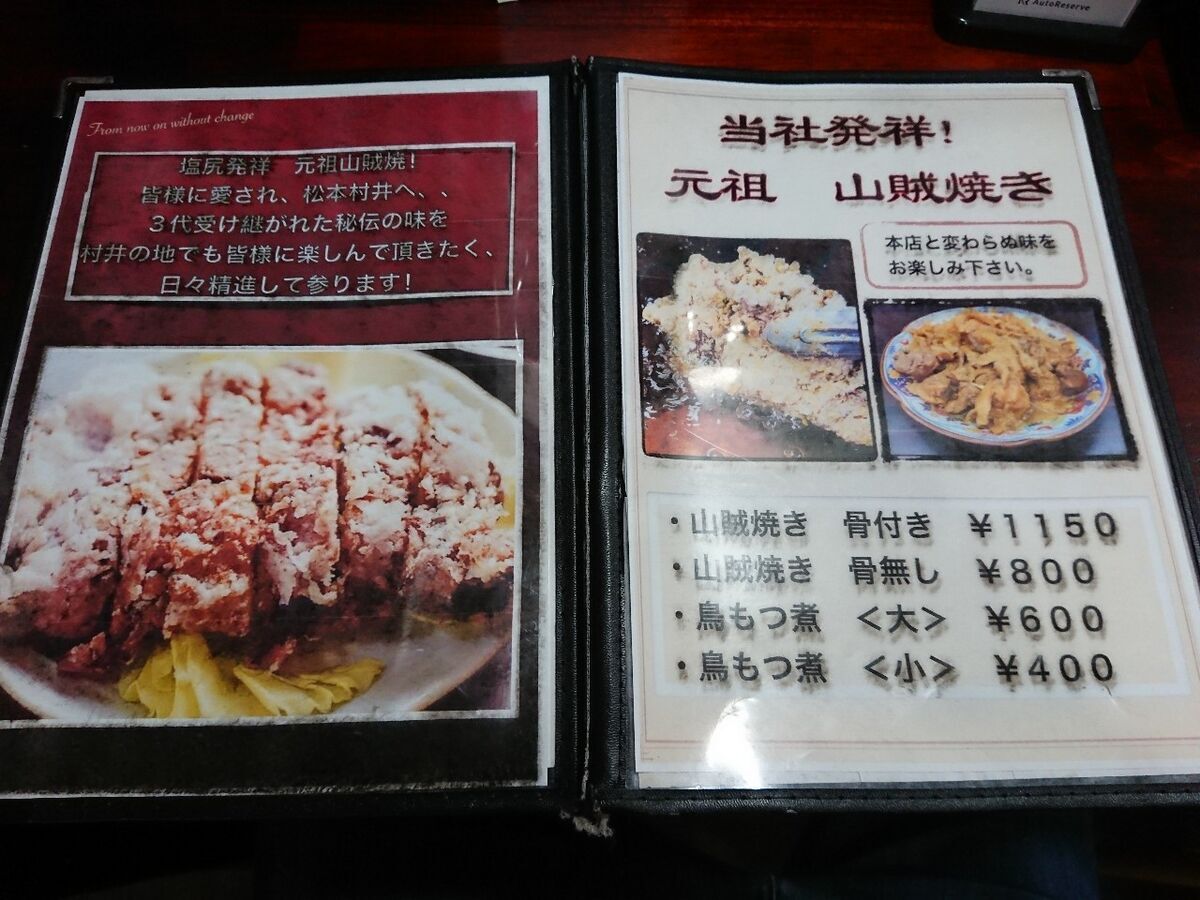 AutoReserve
From now on without change
塩尻発祥　元祖山賊焼!
皆様に愛され、松本村井へ、、
３代受け継がれた秘伝の味を
村井の地でも皆様に楽しんで頂きたく、
日々精進して参ります!
当社発祥!
元祖　山賊焼き
本店と変わらぬ味を
お楽しみ下さい。
・山賊焼き　骨付き　￥１１５０
・山賊焼き　骨無し　￥８００
・鳥もつ煮　＜大＞　￥６００
・鳥もつ煮　＜小＞　￥４００